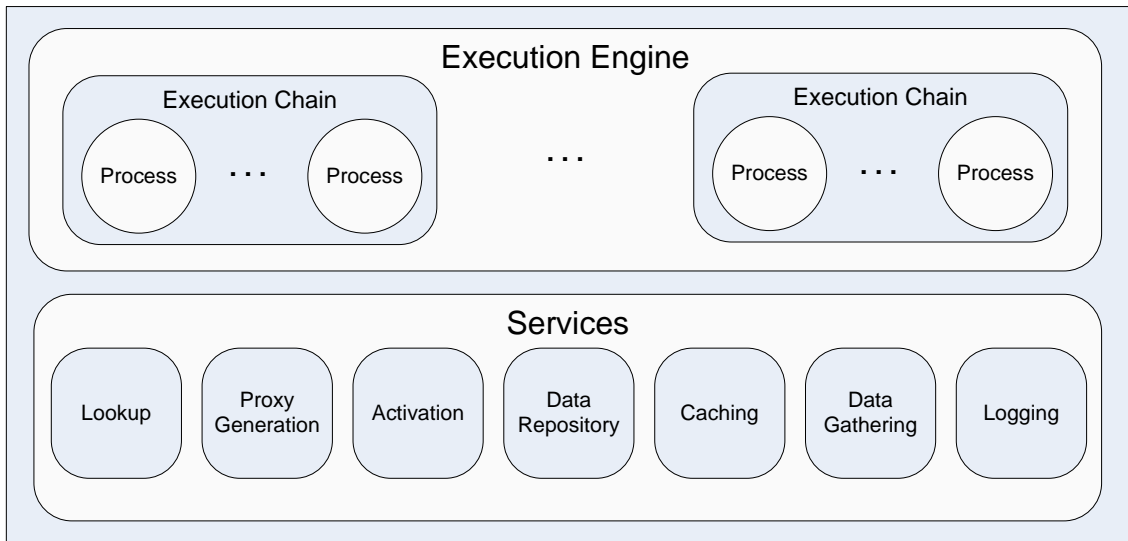 Execution Engine
Execution Chain
Process
. . .
Process
. . .
Execution Chain
Process
. . .
Process
Services
Lookup
Proxy
Generation
Activation
Data
Repository
Caching
Data
Gathering
Logging